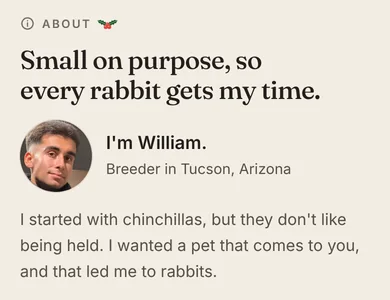 ABOUT
Small on purpose, so
every rabbit gets my time.
I'm William.
Breeder in Tucson, Arizona
I started with chinchillas, but they don't like
being held. I wanted a pet that comes to you,
and that led me to rabbits.